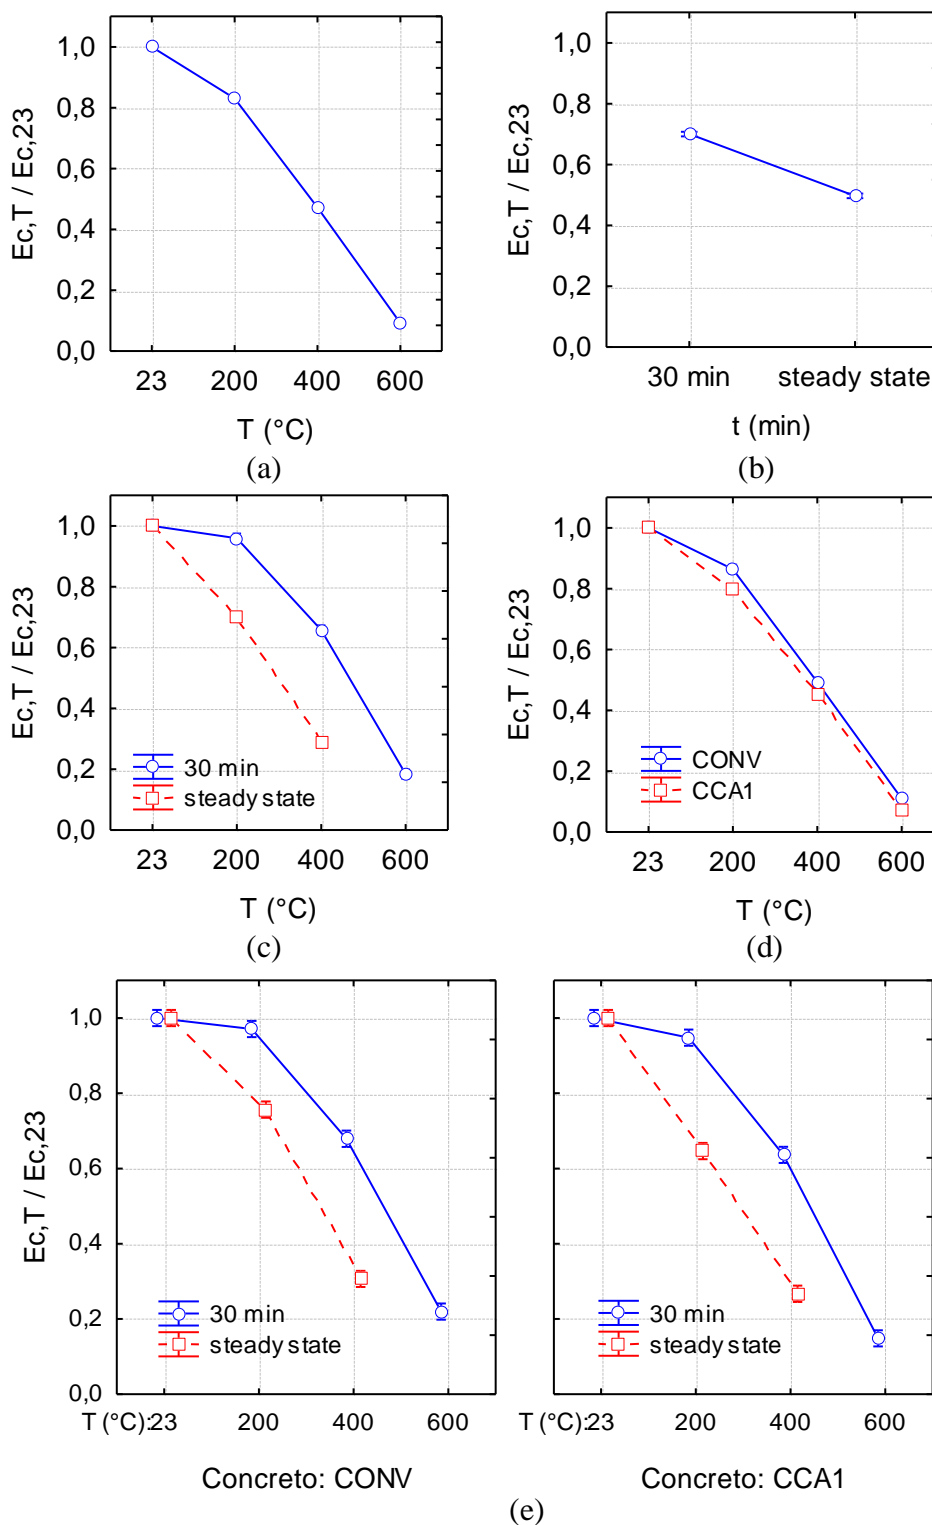 1,0
0,8
0,6
0,4
0,2
0,0
Ec,T / Ec,23
23 200 400 600
T (°C)
(a)
1,0
0,8
0,6
0,4
0,2
0,0
Ec,T / Ec,23
30 min steady state
t (min)
(b)
1,0
0,8
0,6
0,4
0,2
0,0
Ec,T / Ec,23
30 min
steady state
23 200 400 600
T (°C)
(c)
1,0
0,8
0,6
0,4
0,2
0,0
Ec,T / Ec,23
CONV
CCA1
23 200 400 600
T (°C)
(d)
1,0
0,8
0,6
0,4
0,2
0,0
Ec,T / Ec,23
30 min
steady state
T (°C): 23 200 400 600
Concreto: CONV
30 min
steady state
T (°C): 23 200 400 600
Concreto: CCA1
(e)